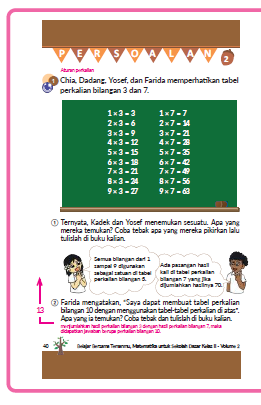 PERSOALAN 2
Aturan perkalian
1 Chia, Dadang, Yosef, dan Farida memperhatikan tabel
perkalian bilangan 3 dan 7.
1 × 3 = 3 1 × 7 = 7
2 × 3 = 6 2 × 7 = 14
3 × 3 = 9 3 × 7 = 21
4 × 3 = 12 4 × 7 = 28
5 × 3 = 15 5 × 7 = 35
6 × 3 = 18 6 × 7 = 42
7 × 3 = 21 7 × 7 = 49
8 × 3 = 24 8 × 7 = 56
9 × 3 = 27 9 × 7 = 63
① Ternyata, Kadek dan Yosef menemukan sesuatu. Apa yang
mereka temukan? Coba tebak apa yang mereka pikirkan lalu
tulislah di buku kalian.
Semua bilangan dari 1
sampai 9 digunakan
sebagai satuan di tabel
perkalian bilangan 3.
Ada pasangan hasil
kali di tabel perkalian
bilangan 7 yang jika
dijumlahkan hasilnya 70.
② Farida mengatakan, "Saya dapat membuat tabel perkalian
bilangan 10 dengan menggunakan tabel-tabel perkalian di atas".
Apa yang ia temukan? Coba tebak dan tulislah di buku kalian.
menjumlahkan hasil perkalian bilangan 3 dengan hasil perkalian bilangan 7, maka
didapatkan jawaban berupa perkalian bilangan 10.
13
40 Belajar Bersama Temanmu, Matematika untuk Sekolah Dasar Kelas II - Volume 2